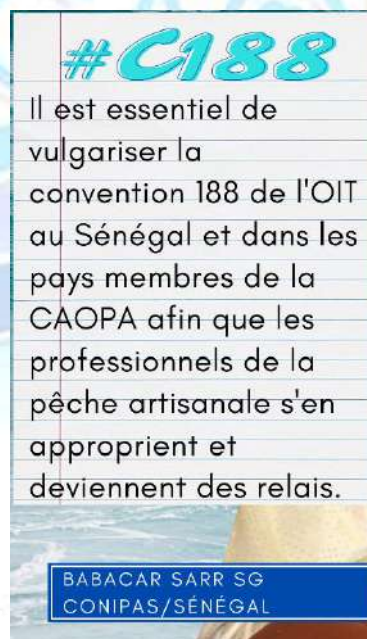 #C188
Il est essentiel de
vulgariser la
convention 188 de l'OIT
au Sénégal et dans les
pays membres de la
CAOPA afin que les
professionnels de la
pêche artisanale s'en
approprient et
deviennent des relais.
BABACAR SARR SG
CONIPAS/SÉNÉGAL